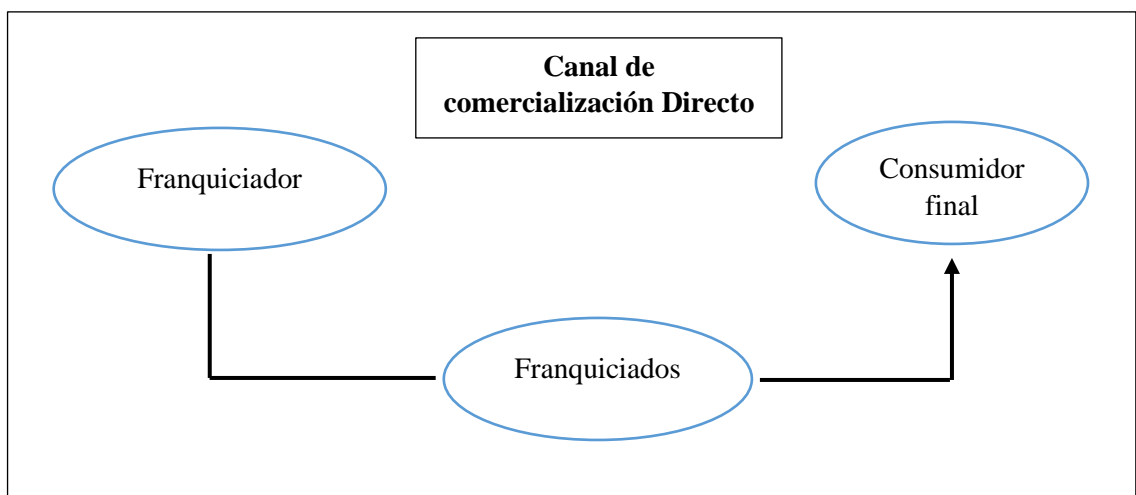 Canal de
comercialización Directo
Franquiciador
Consumidor
final
Franquiciados